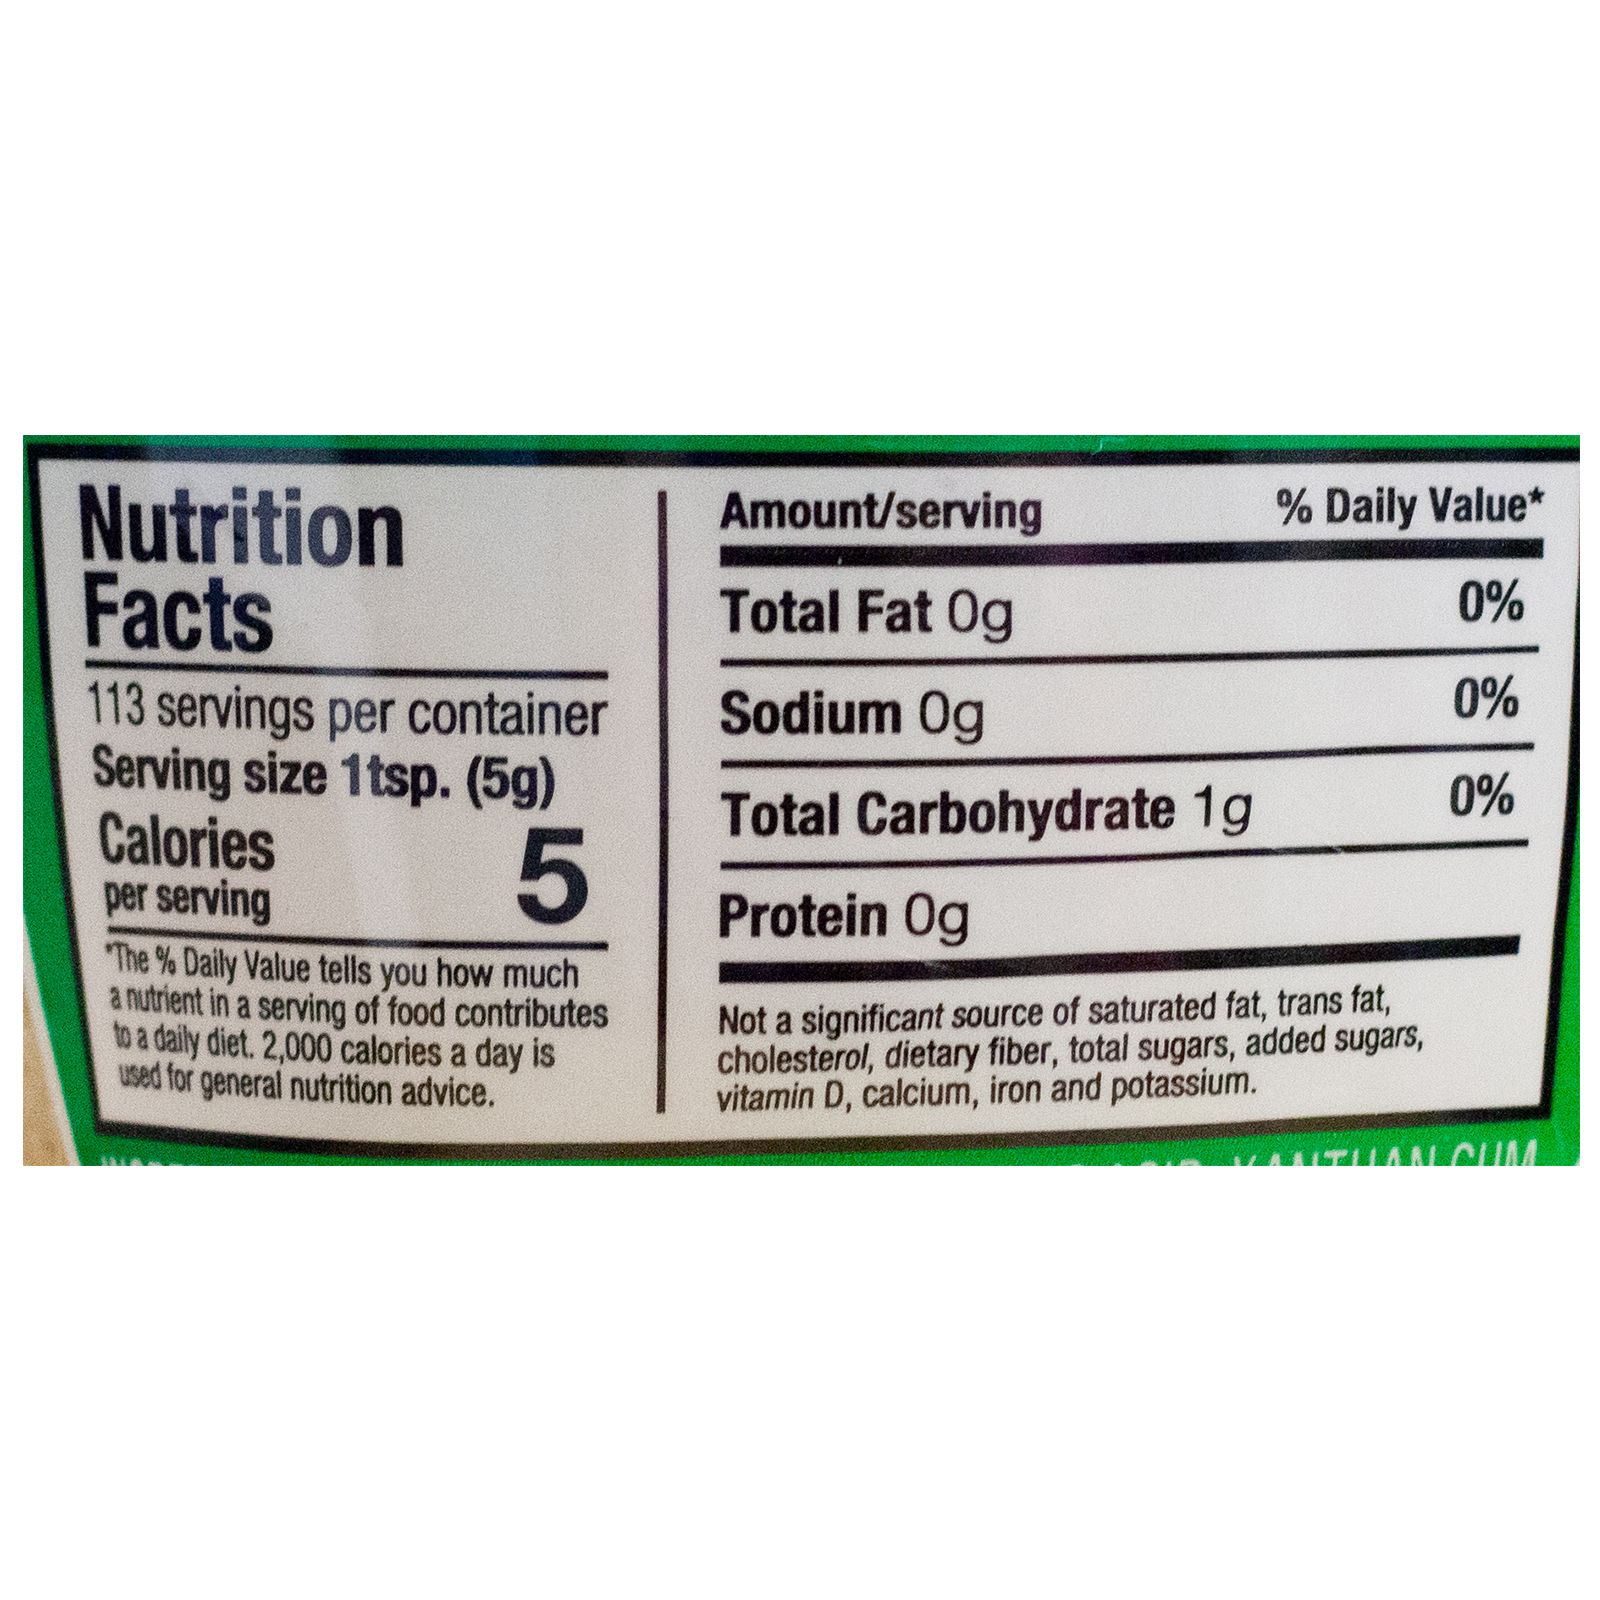 Nutrition
Facts
113 servings per container
Serving size 1tsp. (5g)
Calories
per serving 5
*The % Daily Value tells you how much
a nutrient in a serving of food contributes
to a daily diet. 2,000 calories a day is
used for general nutrition advice.
Amount/serving % Daily Value*
Total Fat 0g 0%
Sodium 0g 0%
Total Carbohydrate 1g 0%
Protein 0g
Not a significant source of saturated fat, trans fat,
cholesterol, dietary fiber, total sugars, added sugars,
vitamin D, calcium, iron and potassium.
XANTHAN GUM